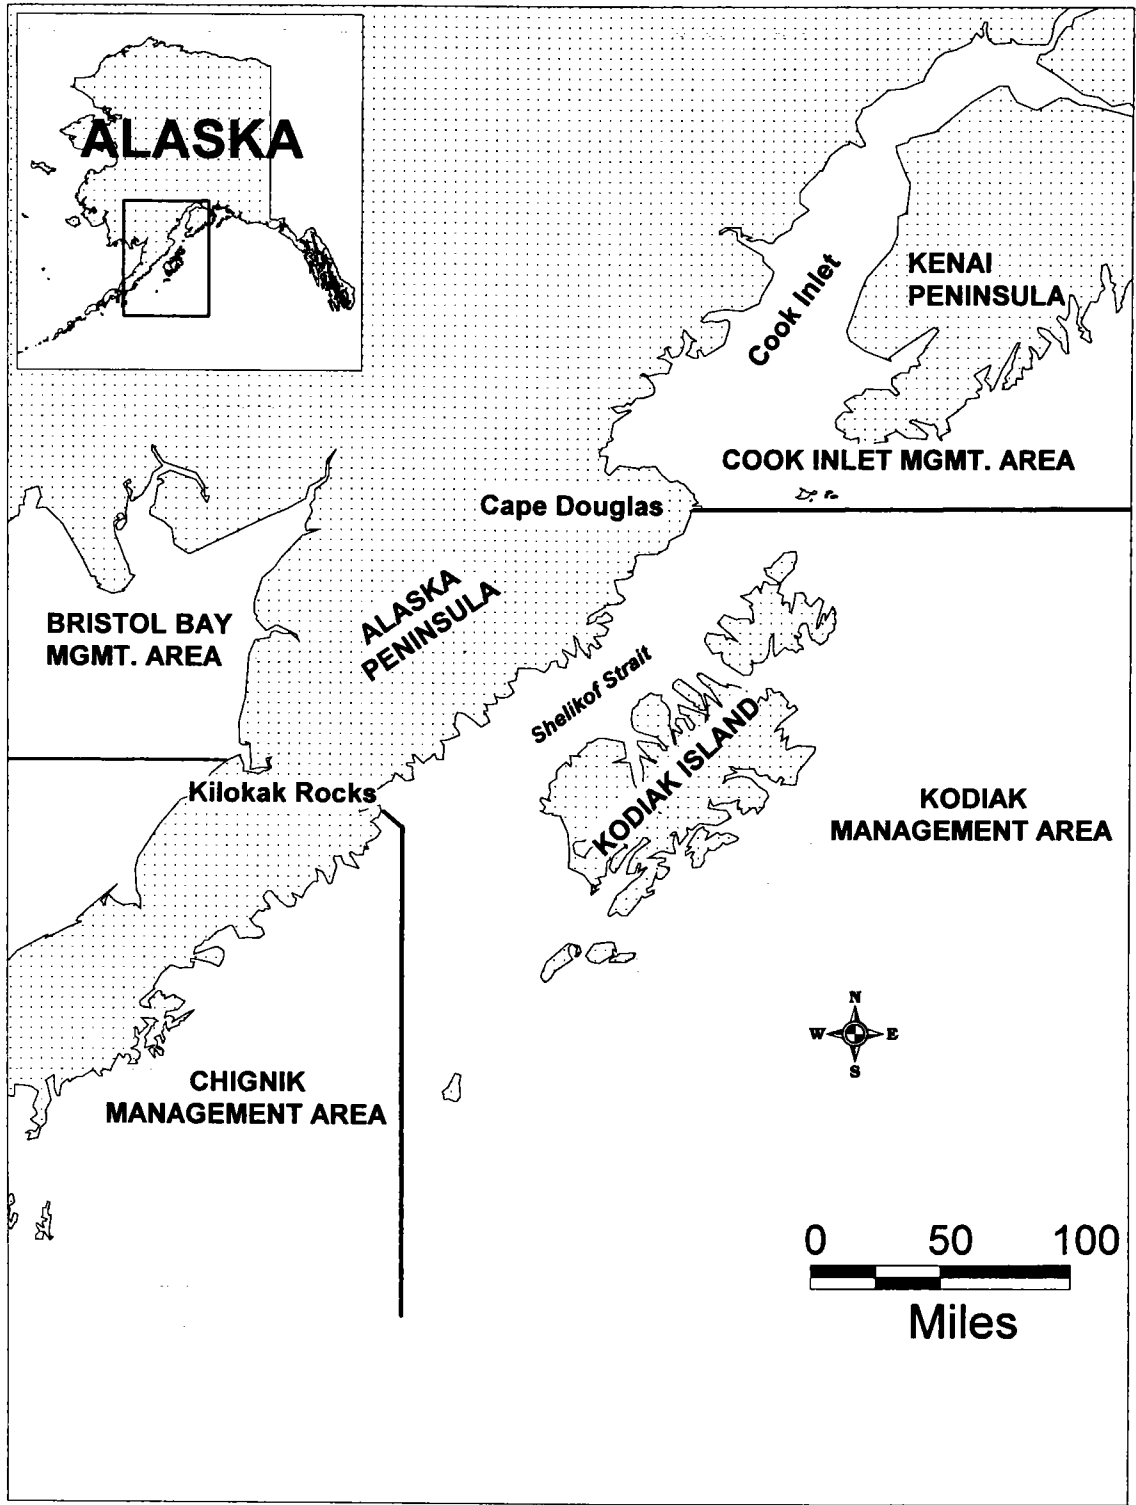 ALASKA
Cook Inlet
KENAI
PENINSULA
COOK INLET MGMT. AREA
Cape Douglas
ALASKA
PENINSULA
BRISTOL BAY
MGMT. AREA
Shelikof Strait
KODIAK ISLAND
Kilokak Rocks
KODIAK
MANAGEMENT AREA
N
W E
S
CHIGNIK
MANAGEMENT AREA
0 50 100
Miles